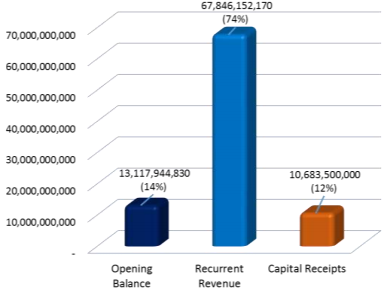 67,846,152,170
(74%)
70,000,000,000
60,000,000,000
50,000,000,000
40,000,000,000
30,000,000,000
20,000,000,000
10,000,000,000
-
13,117,944,830
(14%)
10,683,500,000
(12%)
Opening
Balance
Recurrent
Revenue
Capital Receipts